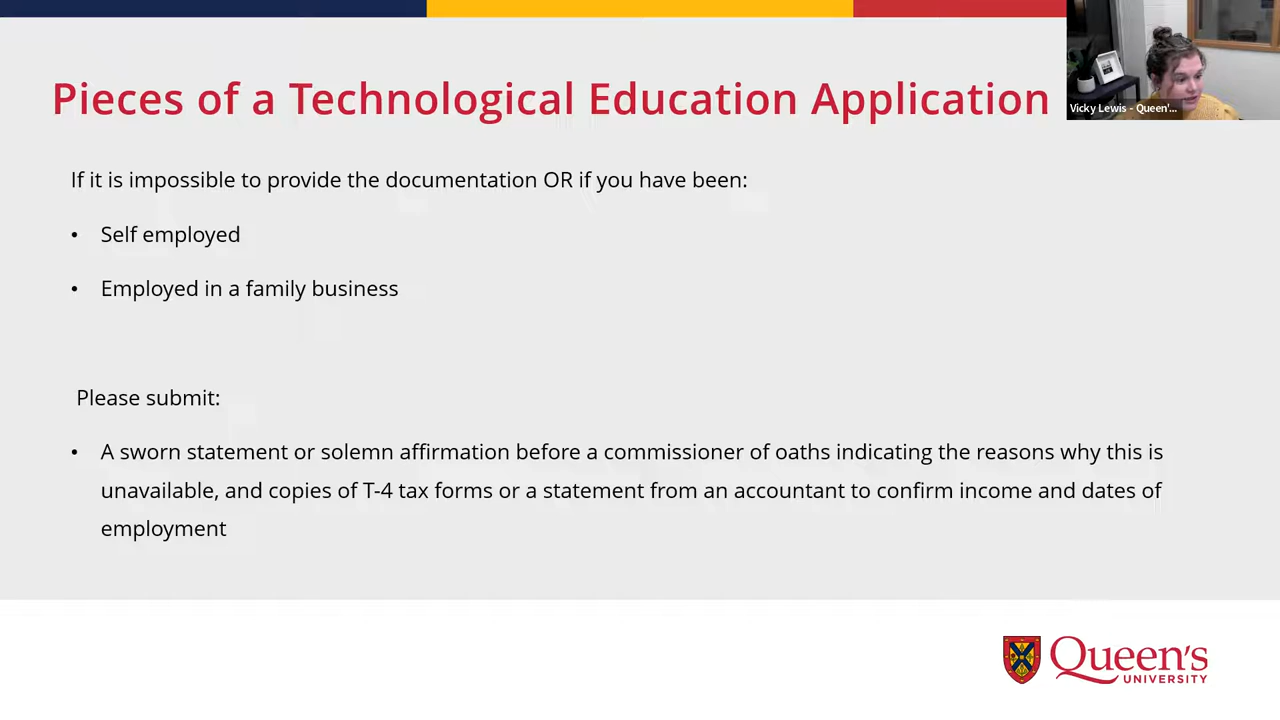 Pieces of a Technological Education Application
Vicky Lewis - Queen'...
If it is impossible to provide the documentation OR if you have been:
• Self employed
• Employed in a family business
Please submit:
• A sworn statement or solemn affirmation before a commissioner of oaths indicating the reasons why this is
unavailable, and copies of T-4 tax forms or a statement from an accountant to confirm income and dates of
employment
Queen's
UNIVERSITY